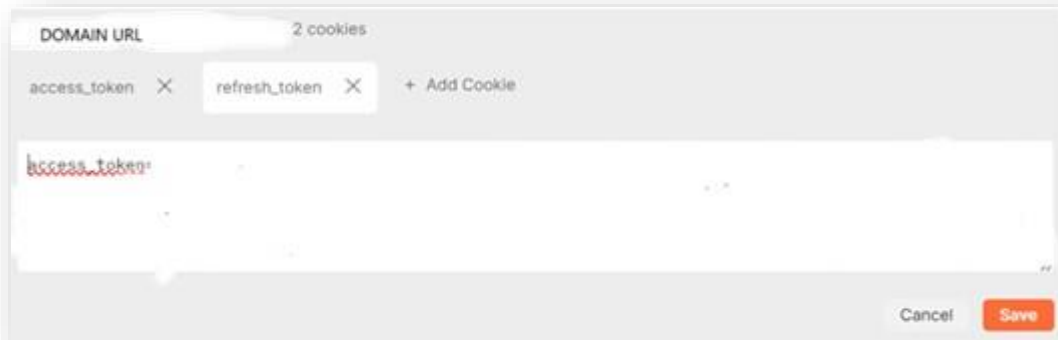 DOMAIN URL 2 cookies
access_token refresh_token + Add Cookie
access_token=
Cancel Save